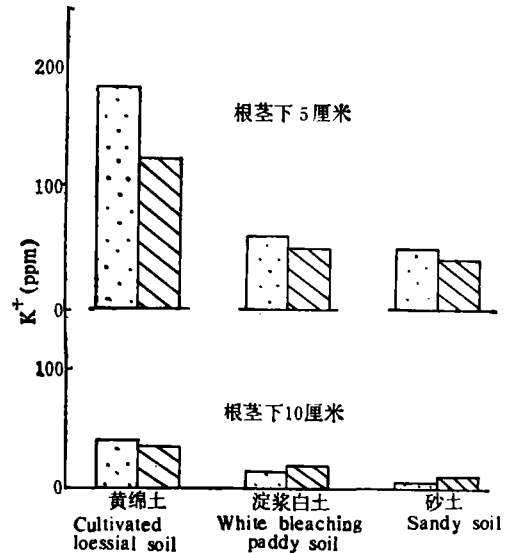 200
根茎下5厘米
100
K⁺ (ppm)
0
100
根茎下10厘米
0
黄绵土 淀浆白土 砂土
Cultivated White bleaching Sandy soil
loessial soil paddy soil